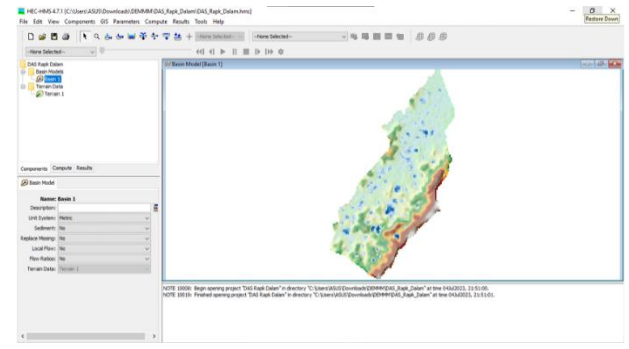 HEC-HMS 4.7.1 [C:\Users\ASUS\Downloads\DEMMM\DAS_Rapk_Dalam\DAS_Rapk_Dalam.hms]
File Edit View Components GIS Parameters Compute Results Tools Help
Restore Down
--None Selected--
--None Selected--
--None Selected--
DAS Rapk Dalam
Basin Models
Basin 1
Terrain Data
Terrain 1
Basin Model [Basin 1]
Components Compute Results
Basin Model
Name: Basin 1
Description:
Unit System: Metric
Sediment: No
Replace Missing: No
Local Flow: No
Flow Ratios: No
Terrain Data: Terrain 1
NOTE 10008: Begin opening project "DAS Rapk Dalam" in directory "C:\Users\ASUS\Downloads\DEMMM\DAS_Rapk_Dalam" at time 04Jul2023, 21:51:00.
NOTE 10019: Finished opening project "DAS Rapk Dalam" in directory "C:\Users\ASUS\Downloads\DEMMM\DAS_Rapk_Dalam" at time 04Jul2023, 21:51:01.